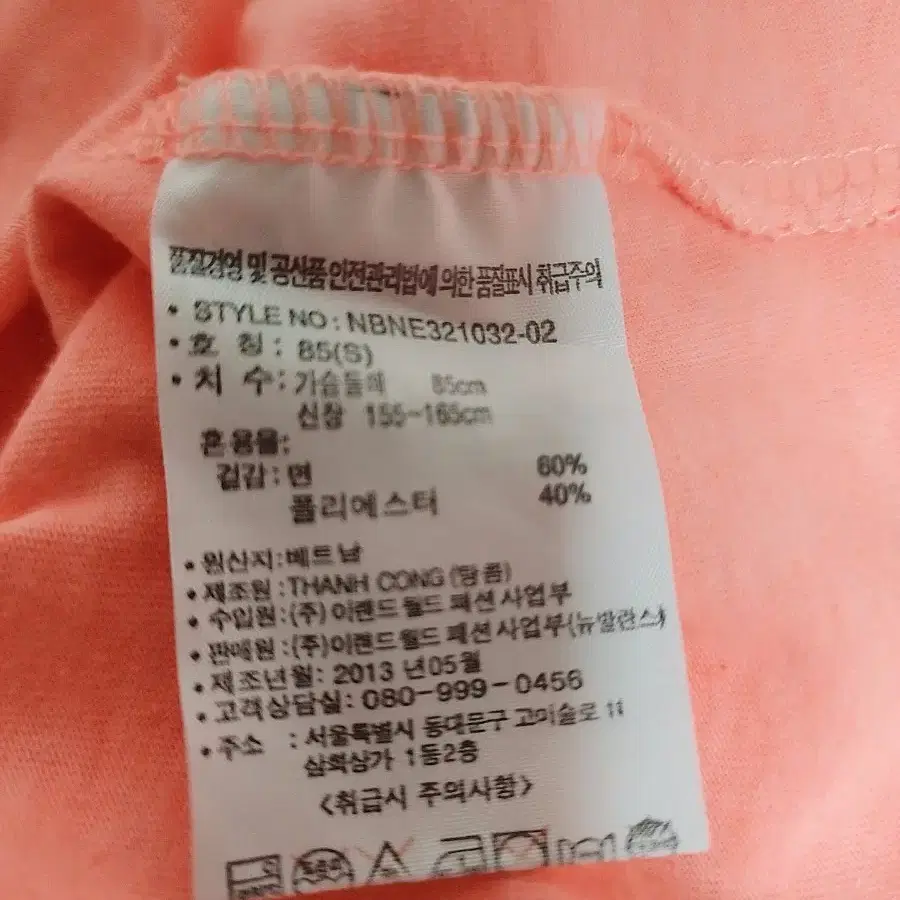 품질경영 및 공산품안전관리법에 의한 품질표시 취급주의
• STYLE NO : NBNE321032-02
• 호 칭 : 85(S)
• 치 수 : 가슴둘레 85cm
신장 155~165cm
혼용율:
겉감 : 면 60%
폴리에스터 40%
• 원산지:베트남
• 제조원 :THANH CONG (탕콤)
• 수입원:(주)이랜드월드 패션사업부
• 판매원 :(주)이랜드월드 패션사업부(뉴발란스)
• 제조년월: 2013 년05월
• 고객상담실: 080-999-0456
• 주소 : 서울특별시 동대문구 고미술로 11
삼희상가 1동2층
<취급시 주의사항>